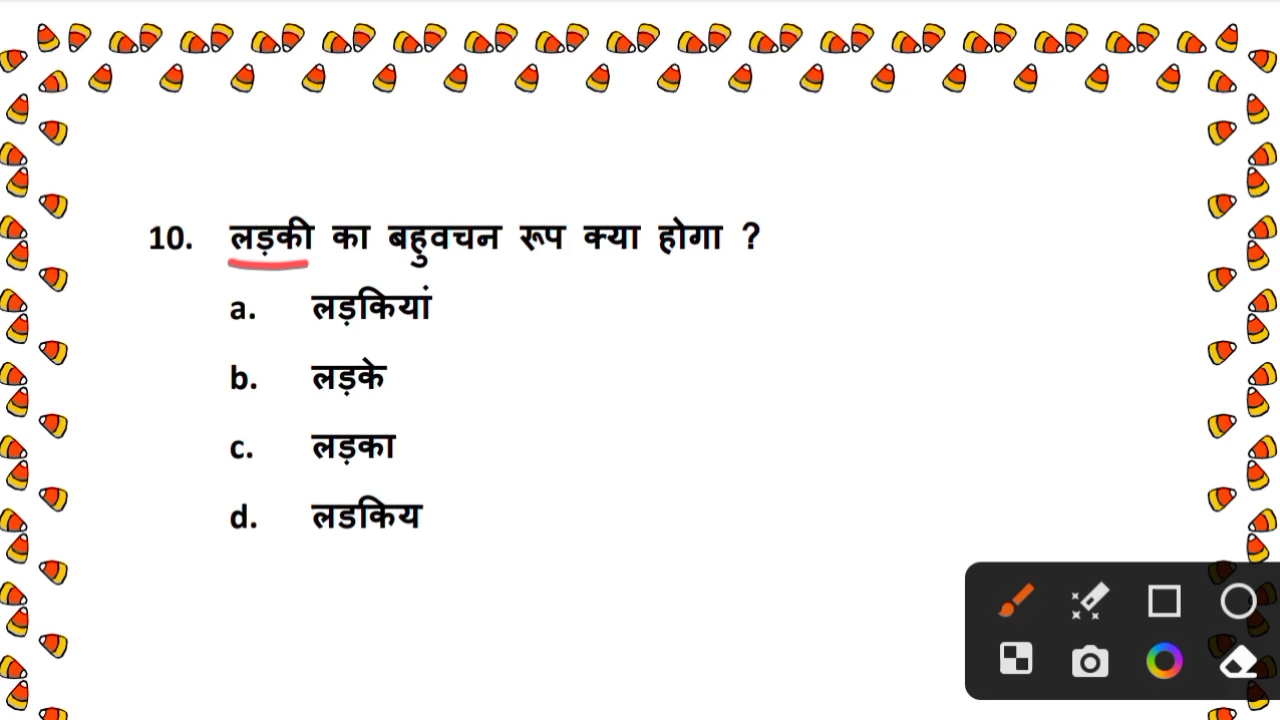 10. लड़की का बहुवचन रूप क्या होगा ?
a. लड़कियां
b. लड़के
c. लड़का
d. लडकिय